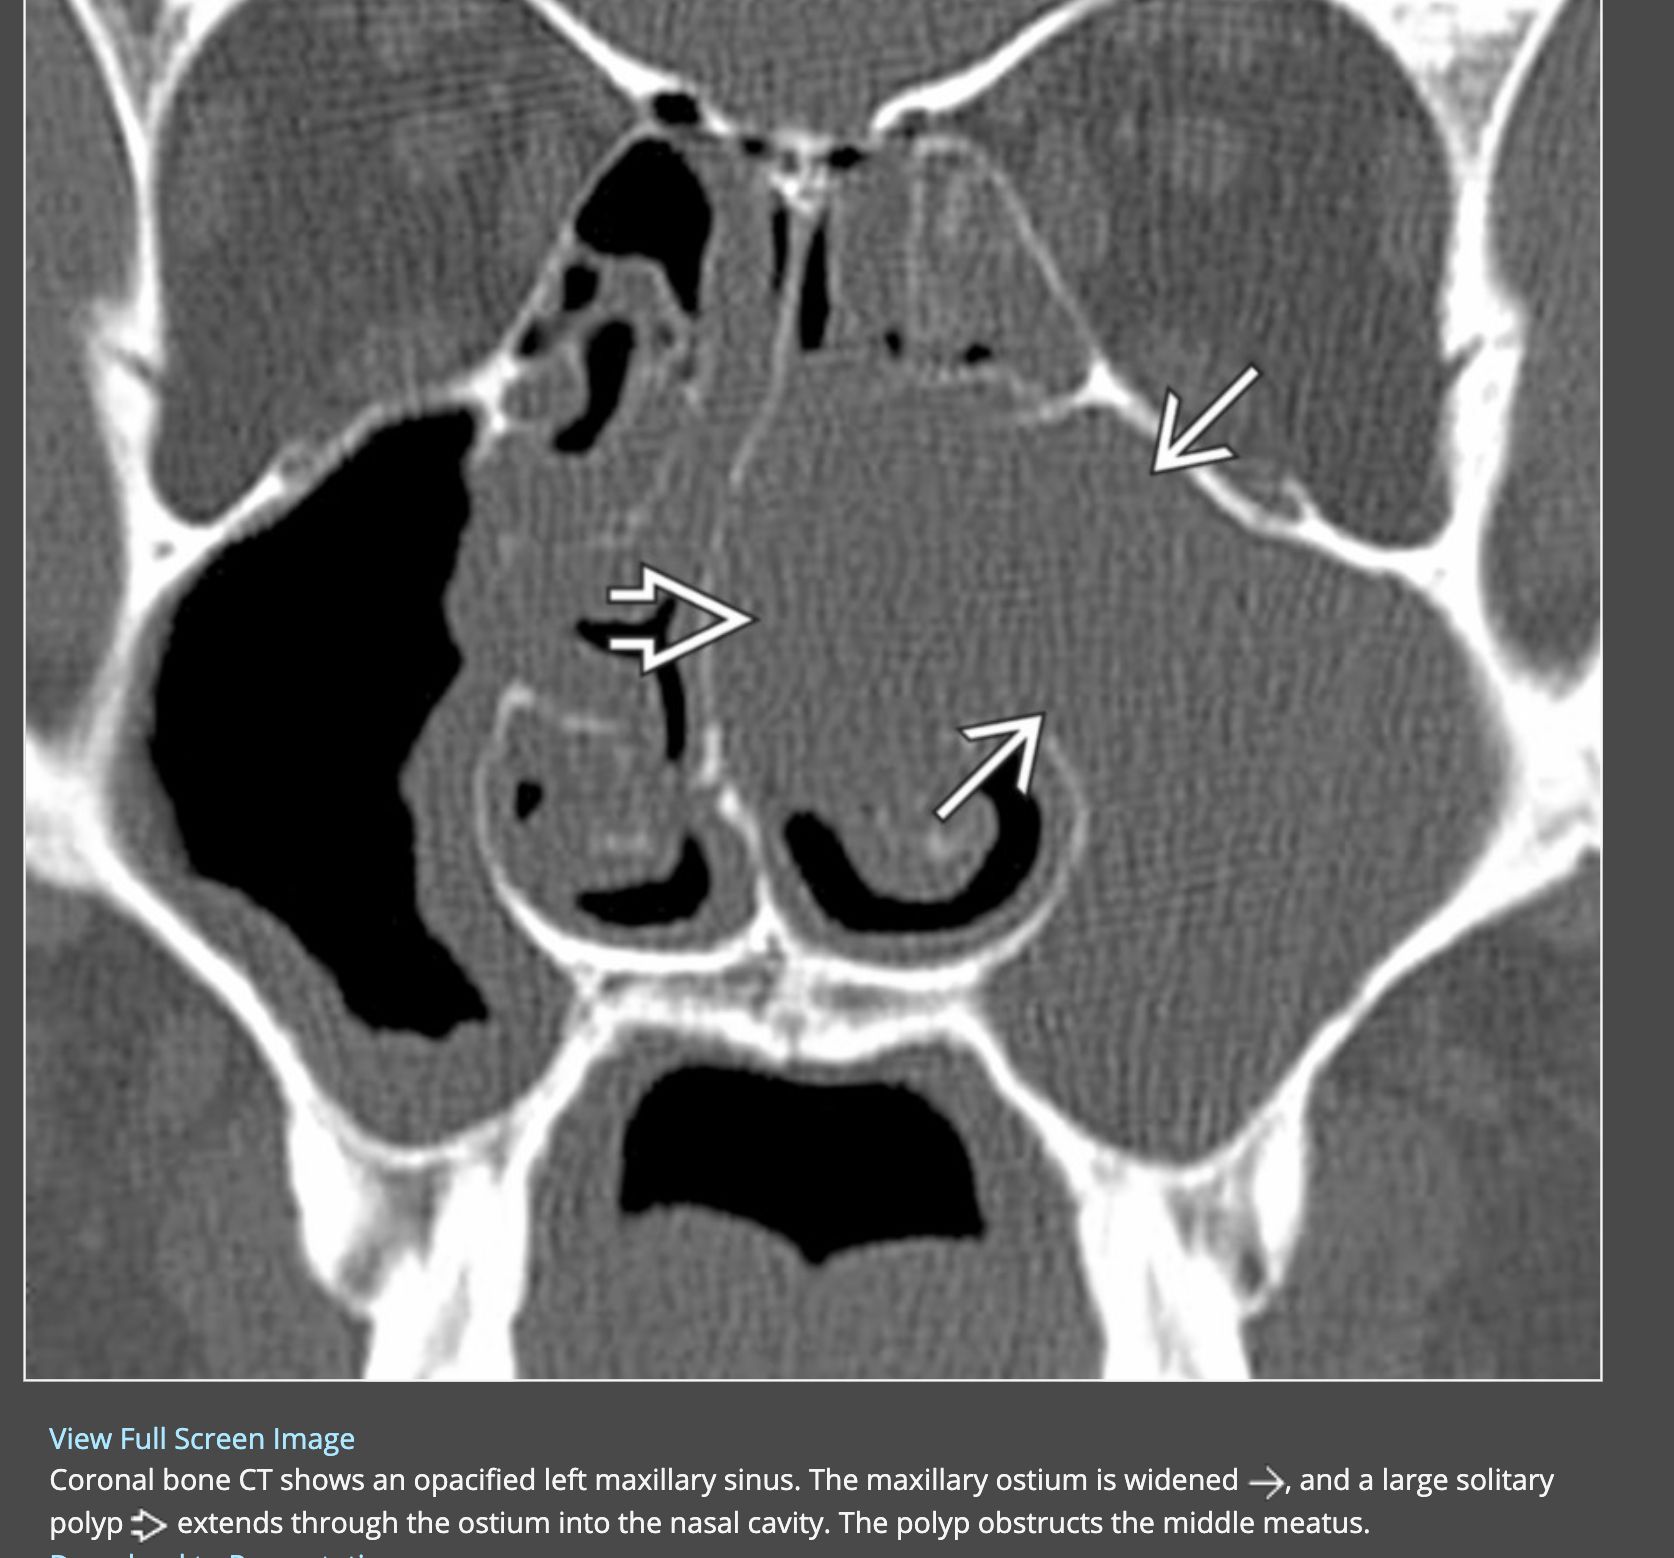 View Full Screen Image
Coronal bone CT shows an opacified left maxillary sinus. The maxillary ostium is widened →, and a large solitary
polyp ⇨ extends through the ostium into the nasal cavity. The polyp obstructs the middle meatus.